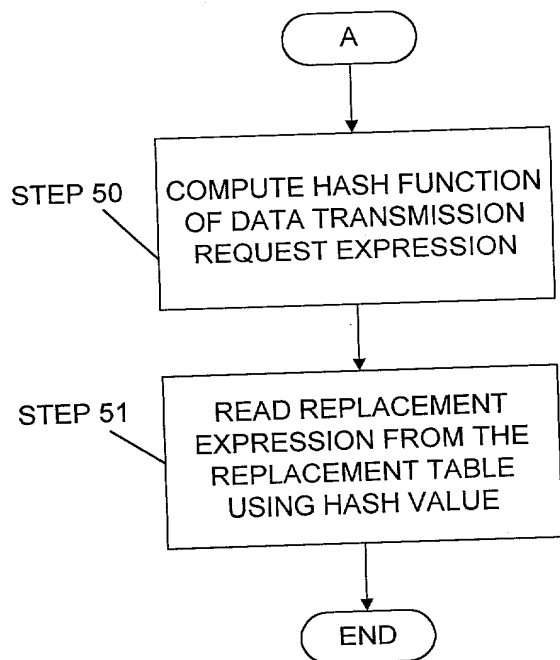 A
STEP 50
COMPUTE HASH FUNCTION
OF DATA TRANSMISSION
REQUEST EXPRESSION
STEP 51
READ REPLACEMENT
EXPRESSION FROM THE
REPLACEMENT TABLE
USING HASH VALUE
END